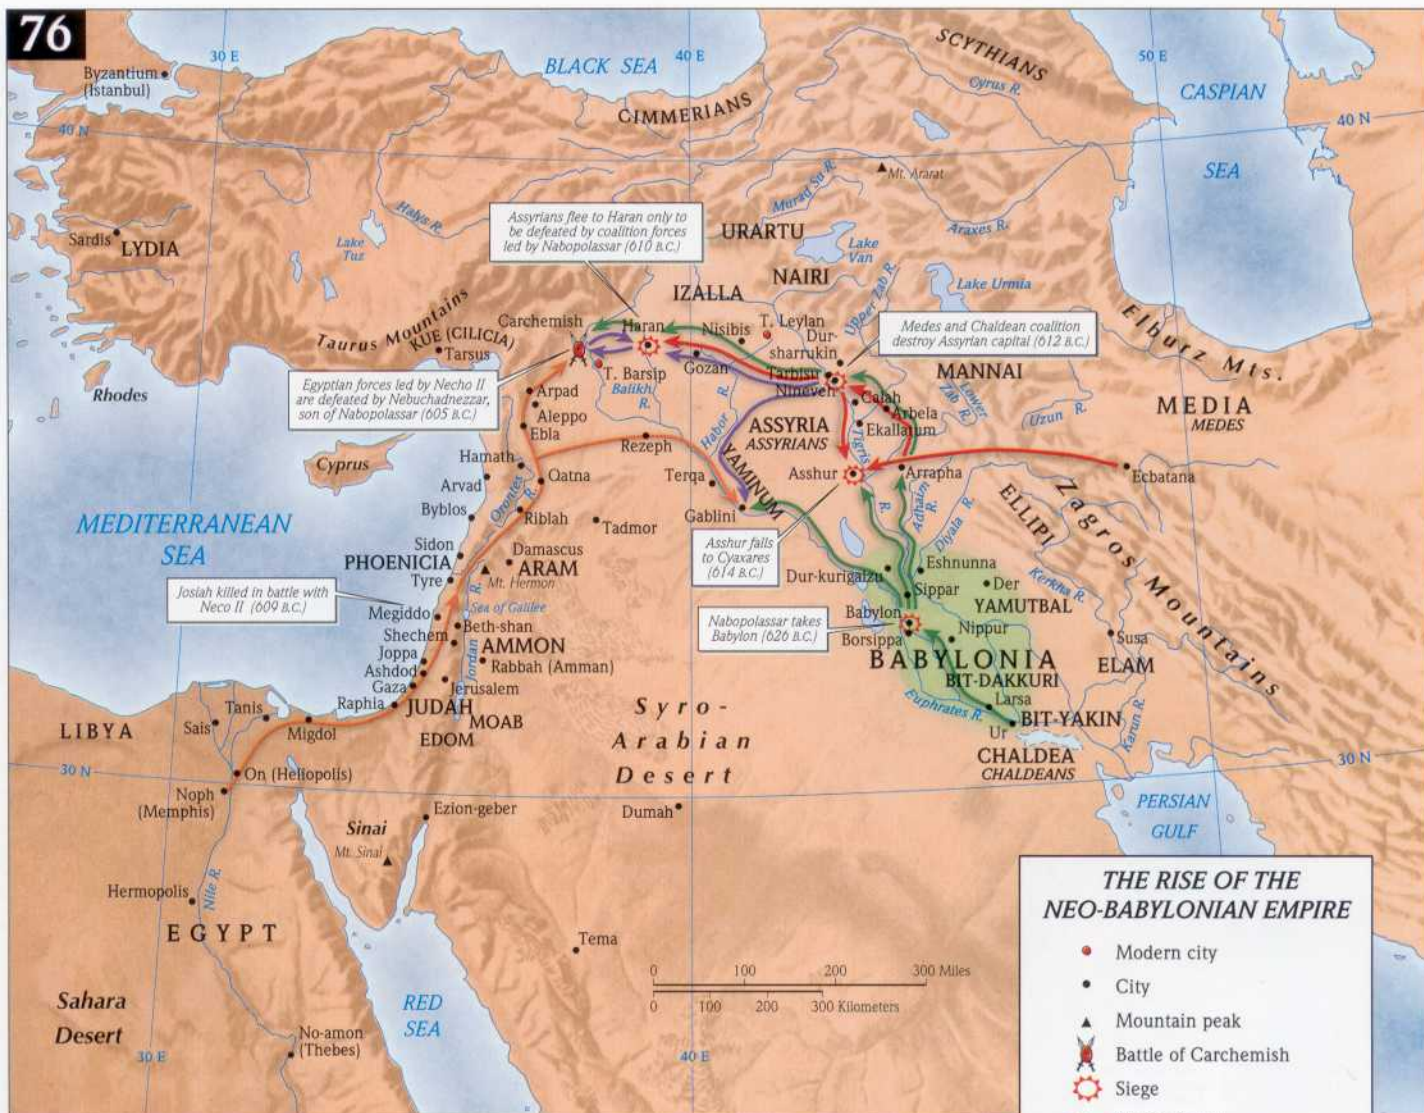 76
30 E
40 E
50 E
BLACK SEA
SCYTHIANS
Cyrus R.
CASPIAN
SEA
Byzantium
(Istanbul)
CIMMERIANS
40 N
40 N
Mt. Ararat
Murad Su R.
Araxes R.
Halys R.
Assyrians flee to Haran only to
be defeated by coalition forces
led by Nabopolassar (610 B.C.)
URARTU
Lake
Van
Sardis
LYDIA
Lake
Tuz
NAIRI
Upper Zab R.
Lake Urmia
IZALLA
Taurus Mountains
KUE (CILICIA)
Tarsus
Carchemish
Haran
Nisibis
T. Leylan
Dur-
sharrukin
Medes and Chaldean coalition
destroy Assyrian capital (612 B.C.)
Elburz Mts.
Rhodes
Egyptian forces led by Necho II
are defeated by Nebuchadnezzar,
son of Nabopolassar (605 B.C.)
T. Barsip
Balikh
R.
Gozan
Tarbisu
Nineveh
MANNAI
Arpad
Aleppo
Ebla
Habor R.
Calah
Arbela
Ekallatum
Lower
Zab R.
Uzun R.
MEDIA
MEDES
ASSYRIA
ASSYRIANS
Rezeph
Cyprus
Hamath
Arvad
Qatna
Orontes
R.
Terqa
YAMINUM
Asshur
Tigris
R.
Arrapha
Ecbatana
Byblos
Riblah
Tadmor
Gablini
Adhaim
R.
Diyala R.
ELLIPI
Zagros Mountains
MEDITERRANEAN
SEA
Sidon
PHOENICIA
Tyre
Damascus
ARAM
Mt. Hermon
Asshur falls
to Cyaxares
(614 B.C.)
Dur-kurigalzu
Eshnunna
Sippar
Der
YAMUTBAL
Kerkha R.
Josiah killed in battle with
Neco II (609 B.C.)
Megiddo
Sea of Galilee
Beth-shan
Shechem
AMMON
Joppa
Rabbah (Amman)
Ashdod
Gaza
Jordan
R.
Jerusalem
Raphia
JUDAH
MOAB
EDOM
Nabopolassar takes
Babylon (626 B.C.)
Babylon
Borsippa
Nippur
Susa
BABYLONIA
BIT-DAKKURI
ELAM
Euphrates R.
Larsa
Ur
BIT-YAKIN
CHALDEA
CHALDEANS
Karun R.
Syro-
Arabian
Desert
LIBYA
Sais
Tanis
Migdol
30 N
30 N
On (Heliopolis)
Noph
(Memphis)
Ezion-geber
Dumah
PERSIAN
GULF
Sinai
Mt. Sinai
Hermopolis
Nile R.
EGYPT
Tema
Sahara
Desert
RED
SEA
No-amon
(Thebes)
30 E
40 E
0 100 200 300 Miles
0 100 200 300 Kilometers
THE RISE OF THE
NEO-BABYLONIAN EMPIRE
Modern city
City
Mountain peak
Battle of Carchemish
Siege